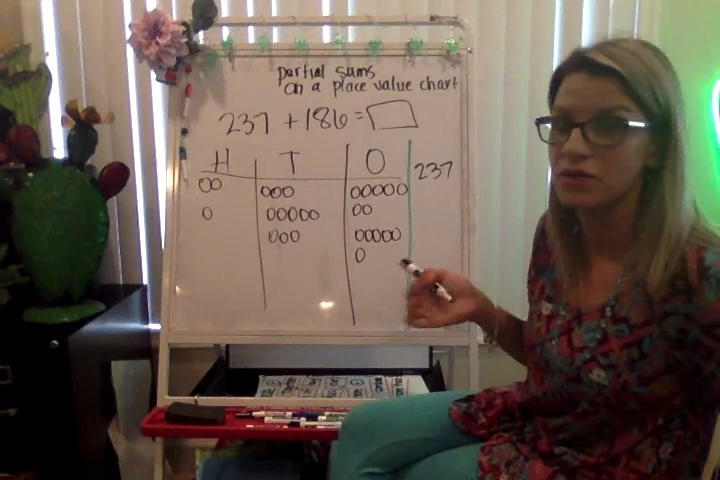 Partial sums
on a place value chart
237 + 186 =
H T O
237